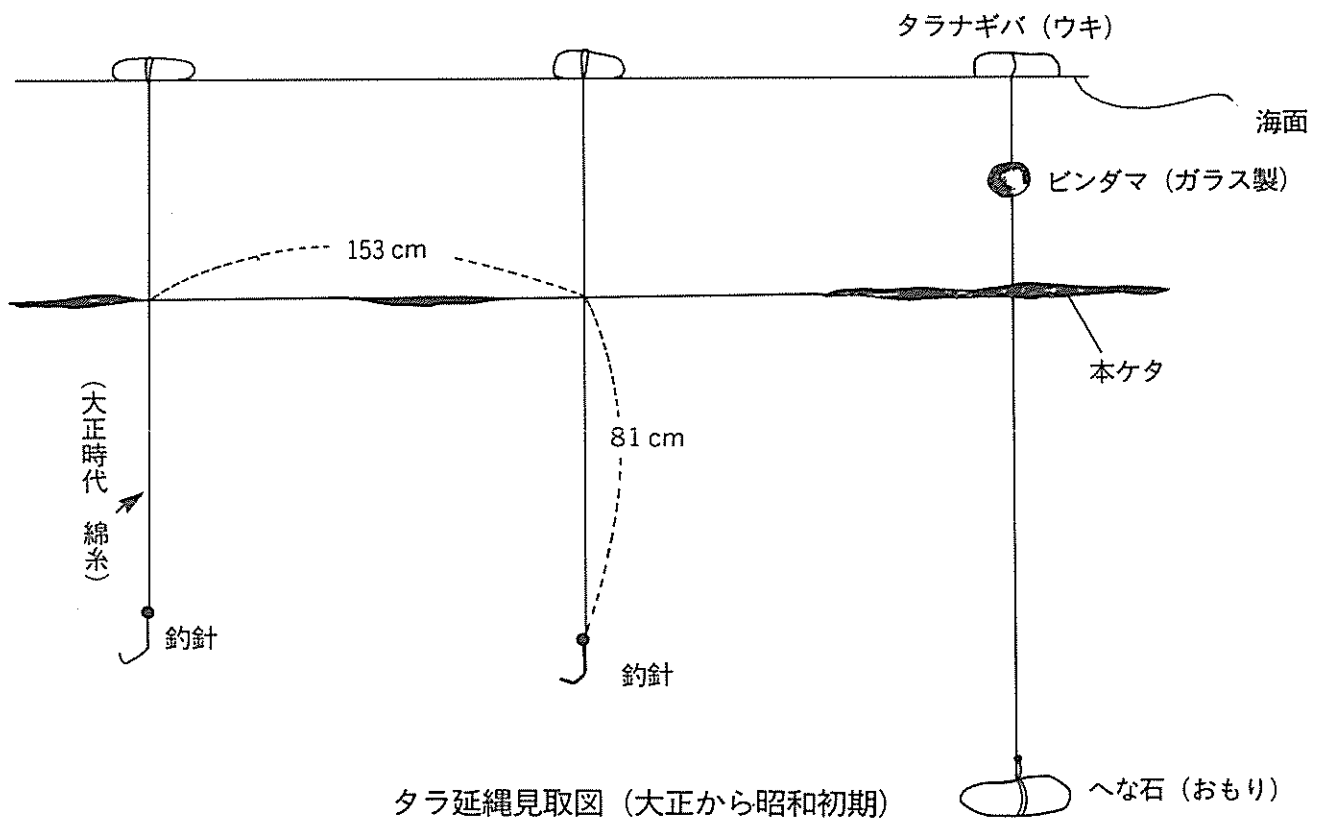 タラナギバ（ウキ）
海面
ビンダマ（ガラス製）
153 cm
本ケタ
81 cm
（大正時代　綿糸）
釣針
釣針
へな石（おもり）
タラ延縄見取図（大正から昭和初期）